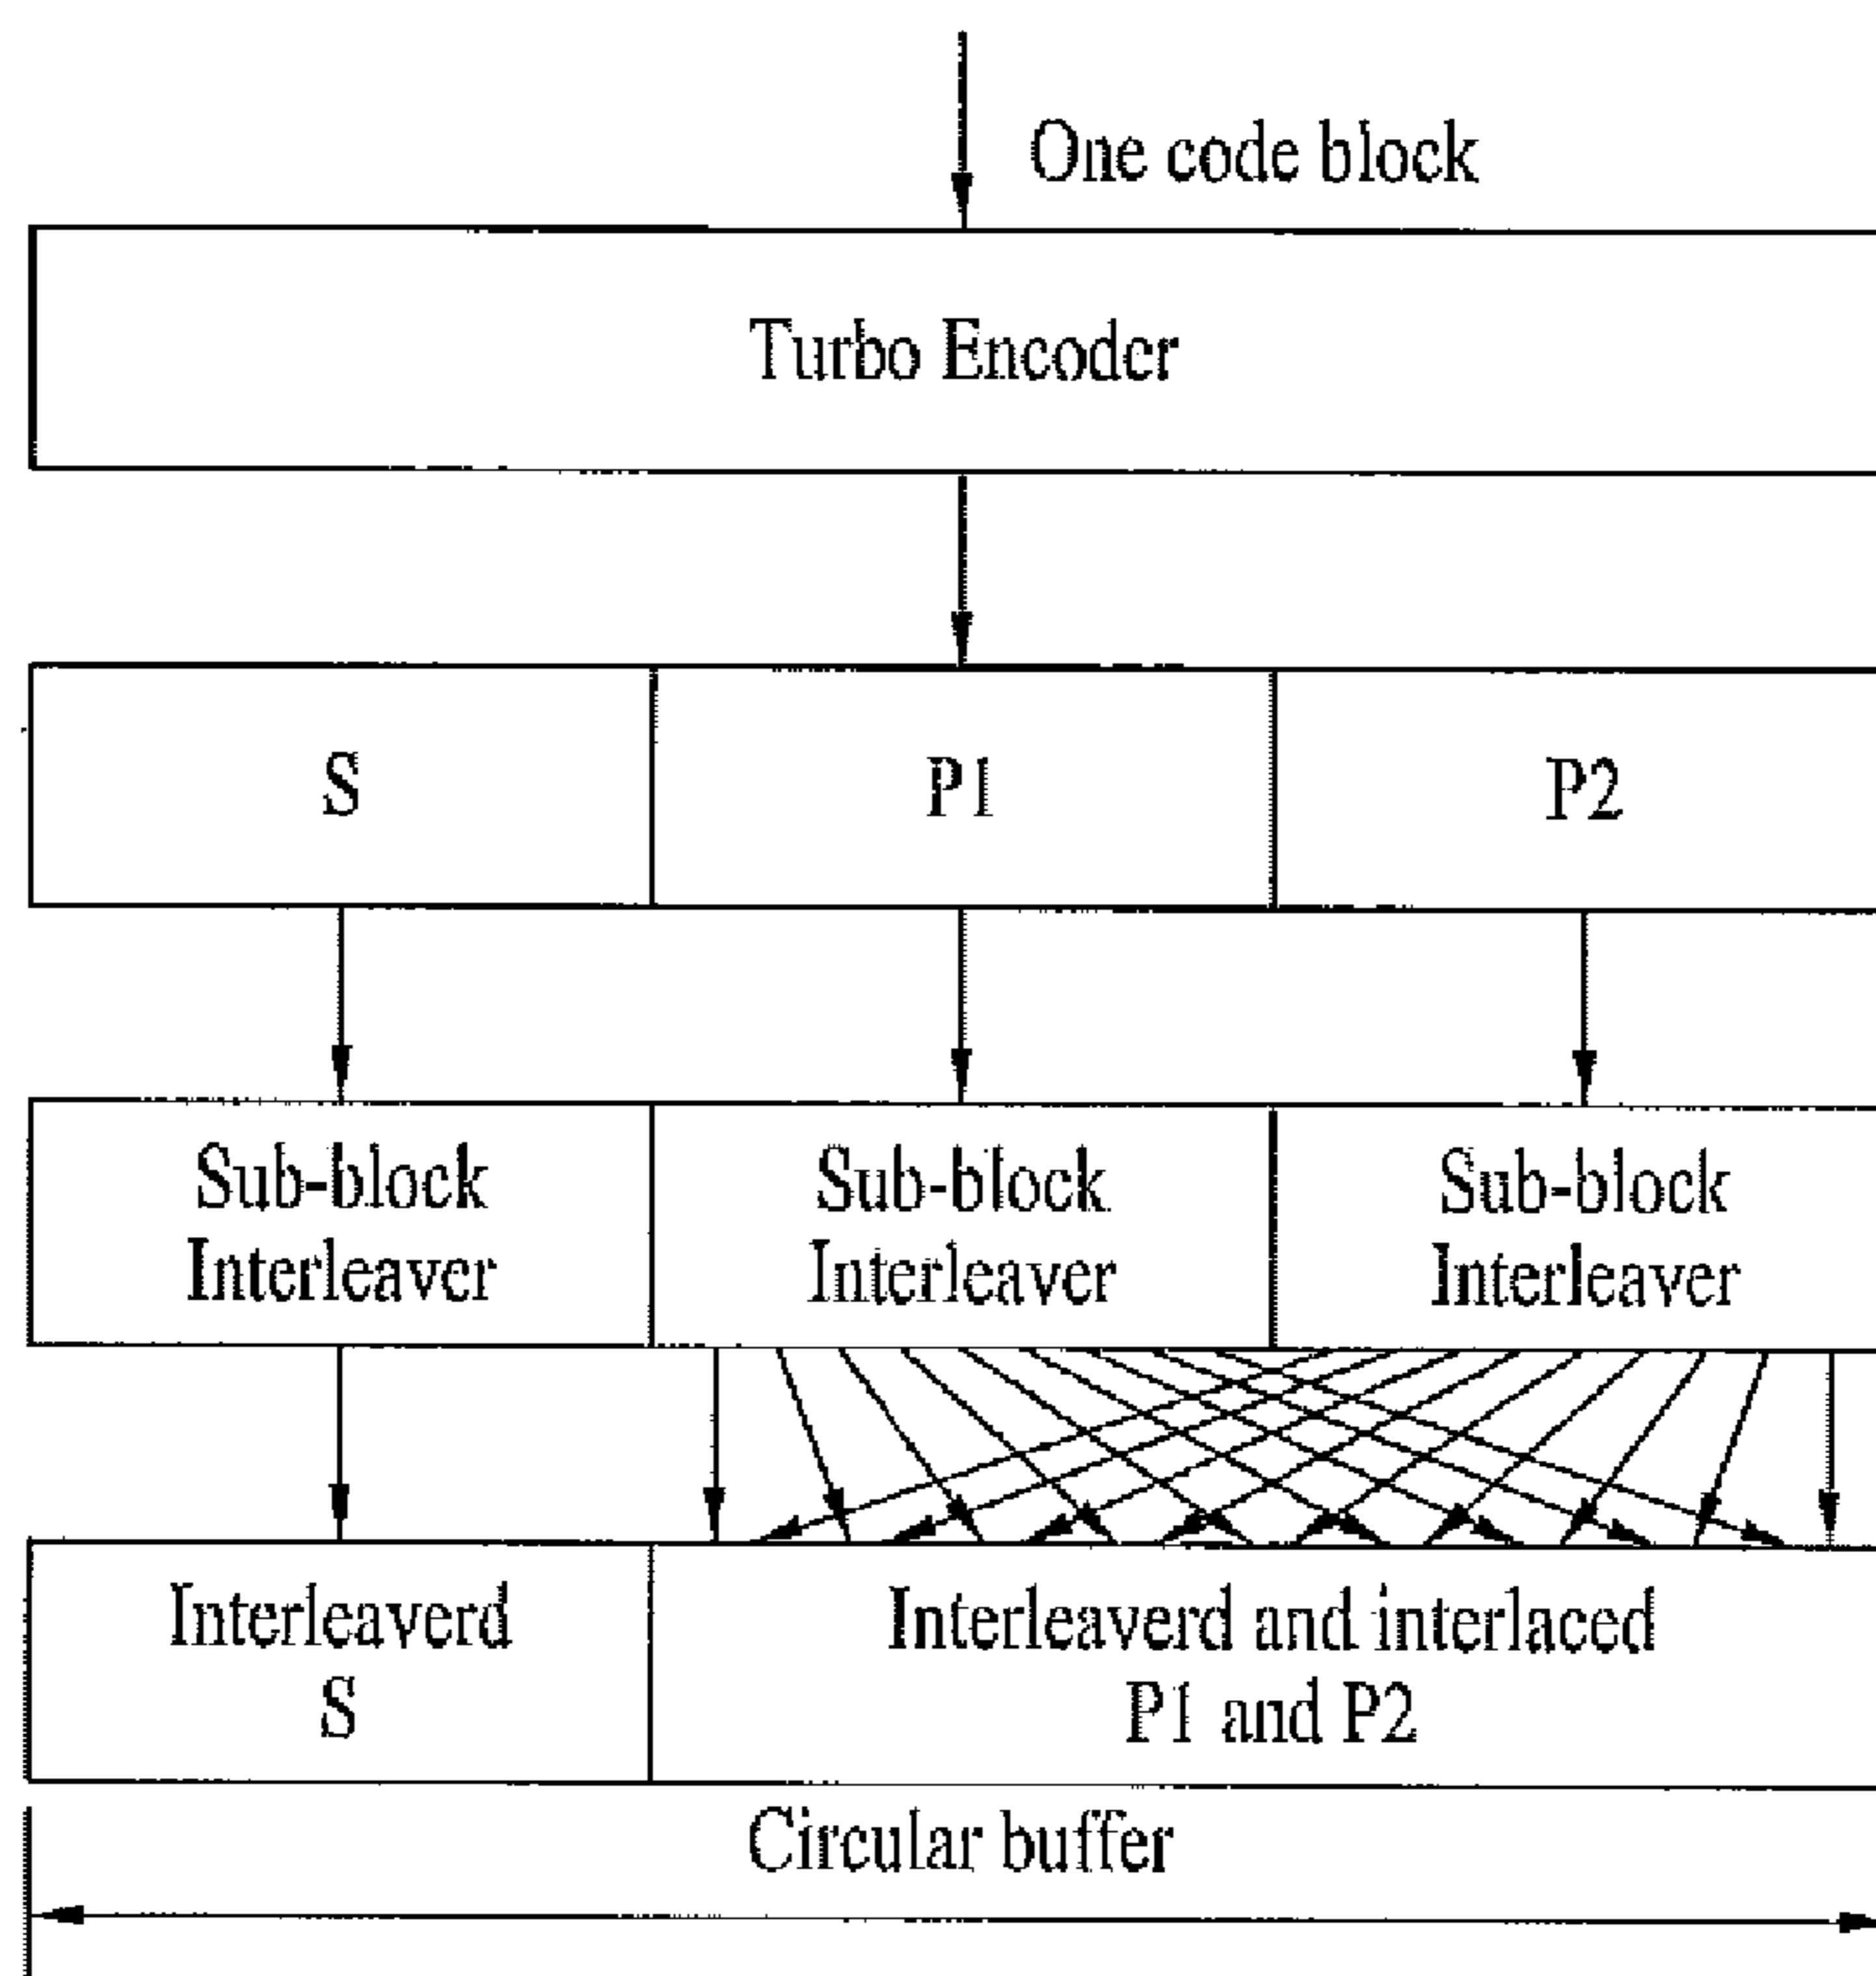 One code block
Turbo Encoder
S
P1
P2
Sub-block
Interleaver
Sub-block
Interleaver
Sub-block
Interleaver
Interleaverd
S
Interleaverd and interlaced
P1 and P2
Circular buffer